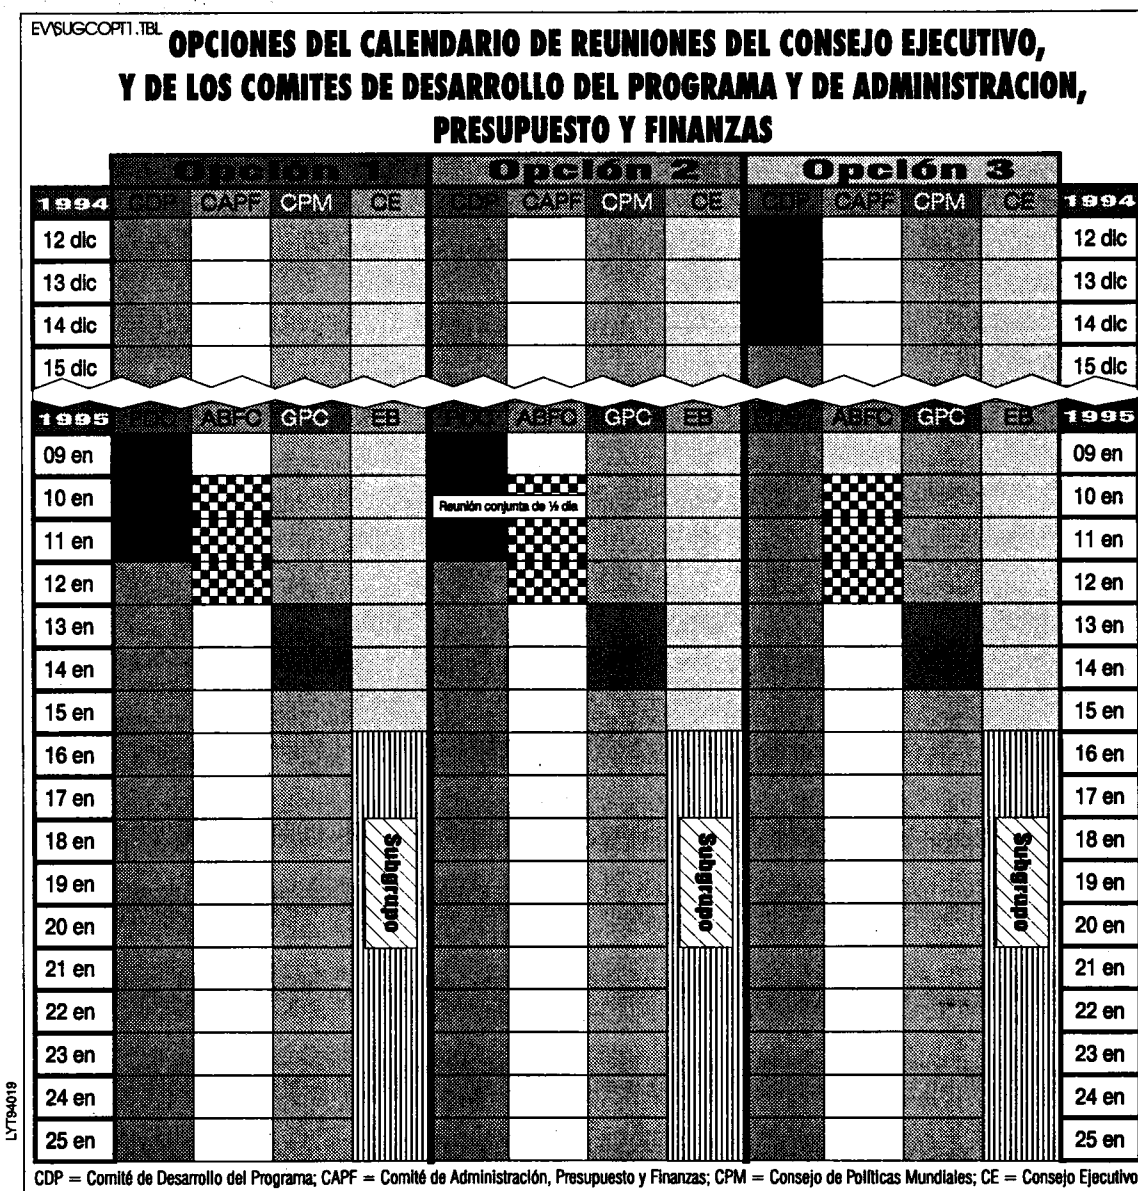 EV\SUGCOPT1.TBL
OPCIONES DEL CALENDARIO DE REUNIONES DEL CONSEJO EJECUTIVO,
Y DE LOS COMITES DE DESARROLLO DEL PROGRAMA Y DE ADMINISTRACION,
PRESUPUESTO Y FINANZAS
Opción 1 Opción 2 Opción 3
1994 CDP CAPF CPM CE CDP CAPF CPM CE CDP CAPF CPM CE 1994
12 dic 12 dic
13 dic 13 dic
14 dic 14 dic
15 dic 15 dic
1995 PDC ABFC GPC EB PDC ABFC GPC EB PDC ABFC GPC EB 1995
09 en 09 en
10 en 10 en
Reunión conjunta de ½ día
11 en 11 en
12 en 12 en
13 en 13 en
14 en 14 en
15 en 15 en
16 en 16 en
17 en 17 en
18 en 18 en
Subgrupo Subgrupo Subgrupo
19 en 19 en
20 en 20 en
21 en 21 en
22 en 22 en
23 en 23 en
24 en 24 en
25 en 25 en
LYT94019
CDP = Comité de Desarrollo del Programa; CAPF = Comité de Administración, Presupuesto y Finanzas; CPM = Consejo de Políticas Mundiales; CE = Consejo Ejecutivo